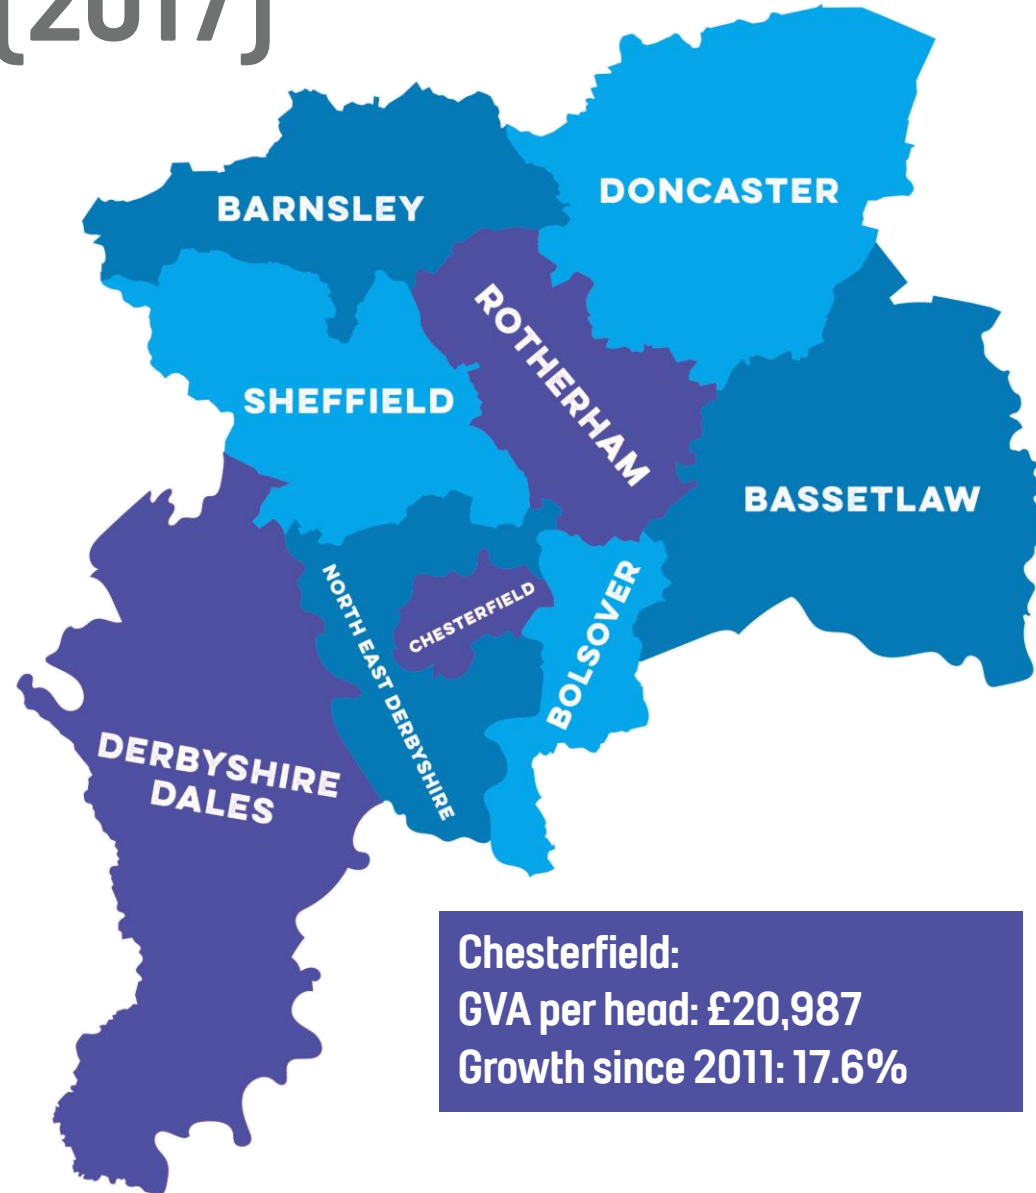 (2017)
BARNSLEY
DONCASTER
ROTHERHAM
SHEFFIELD
BASSETLAW
NORTH EAST DERBYSHIRE
CHESTERFIELD
BOLSOVER
DERBYSHIRE
DALES
Chesterfield:
GVA per head: £20,987
Growth since 2011: 17.6%